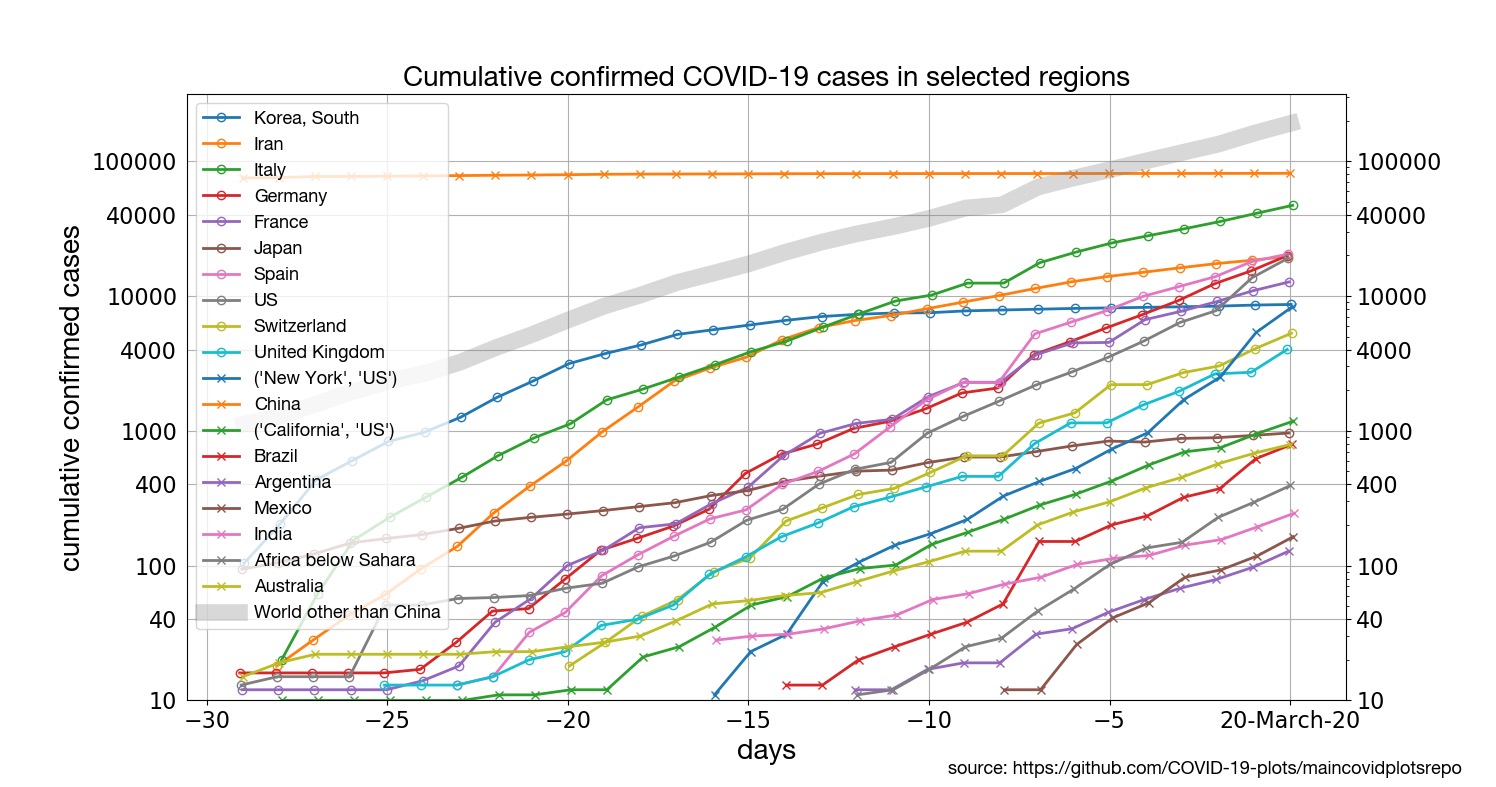 Cumulative confirmed COVID-19 cases in selected regions
Korea, South
Iran
Italy
Germany
France
Japan
Spain
US
Switzerland
United Kingdom
('New York', 'US')
China
('California', 'US')
Brazil
Argentina
Mexico
India
Africa below Sahara
Australia
World other than China
cumulative confirmed cases
100000
40000
10000
4000
1000
400
100
40
10
100000
40000
10000
4000
1000
400
100
40
10
−30 −25 −20 −15 −10 −5 20-March-20
days
source: https://github.com/COVID-19-plots/maincovidplotsrepo